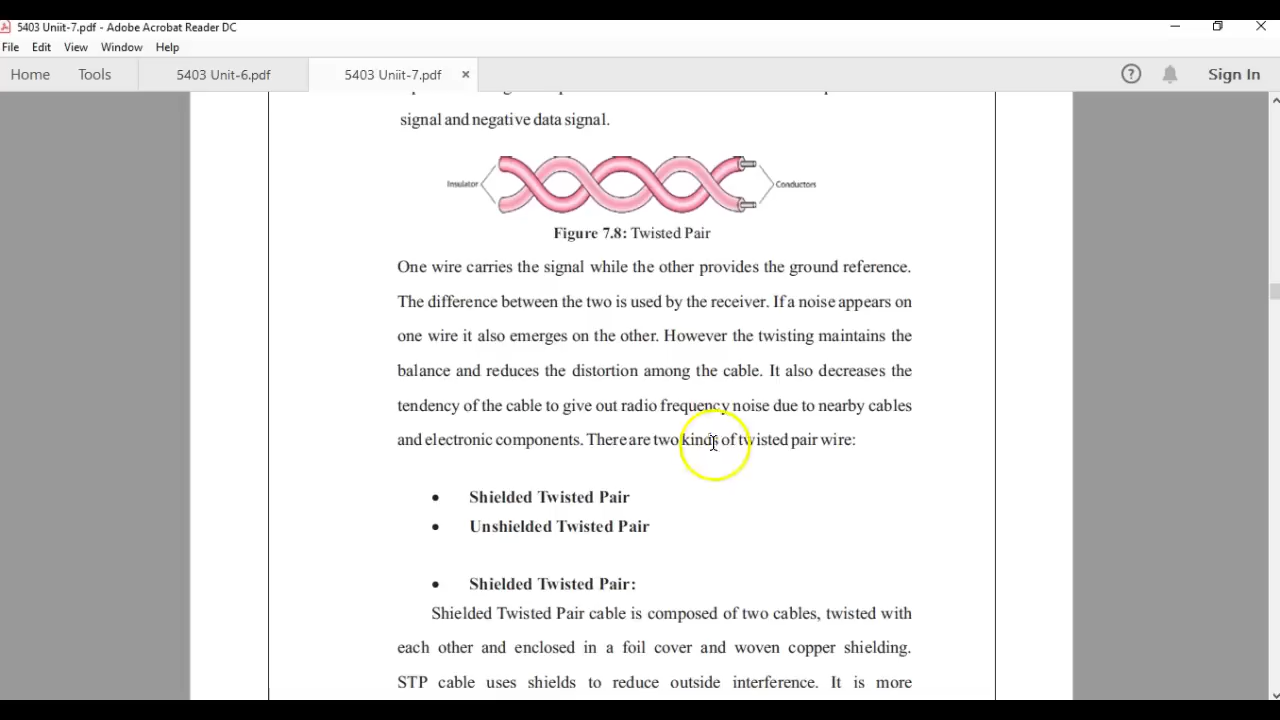 5403 Uniit-7.pdf - Adobe Acrobat Reader DC
File Edit View Window Help
Home Tools 5403 Unit-6.pdf 5403 Uniit-7.pdf × ? Sign In
signal and negative data signal.
Insulator Conductors
Figure 7.8: Twisted Pair
One wire carries the signal while the other provides the ground reference.
The difference between the two is used by the receiver. If a noise appears on
one wire it also emerges on the other. However the twisting maintains the
balance and reduces the distortion among the cable. It also decreases the
tendency of the cable to give out radio frequency noise due to nearby cables
and electronic components. There are two kinds of twisted pair wire:
• Shielded Twisted Pair
• Unshielded Twisted Pair
• Shielded Twisted Pair:
Shielded Twisted Pair cable is composed of two cables, twisted with
each other and enclosed in a foil cover and woven copper shielding.
STP cable uses shields to reduce outside interference. It is more